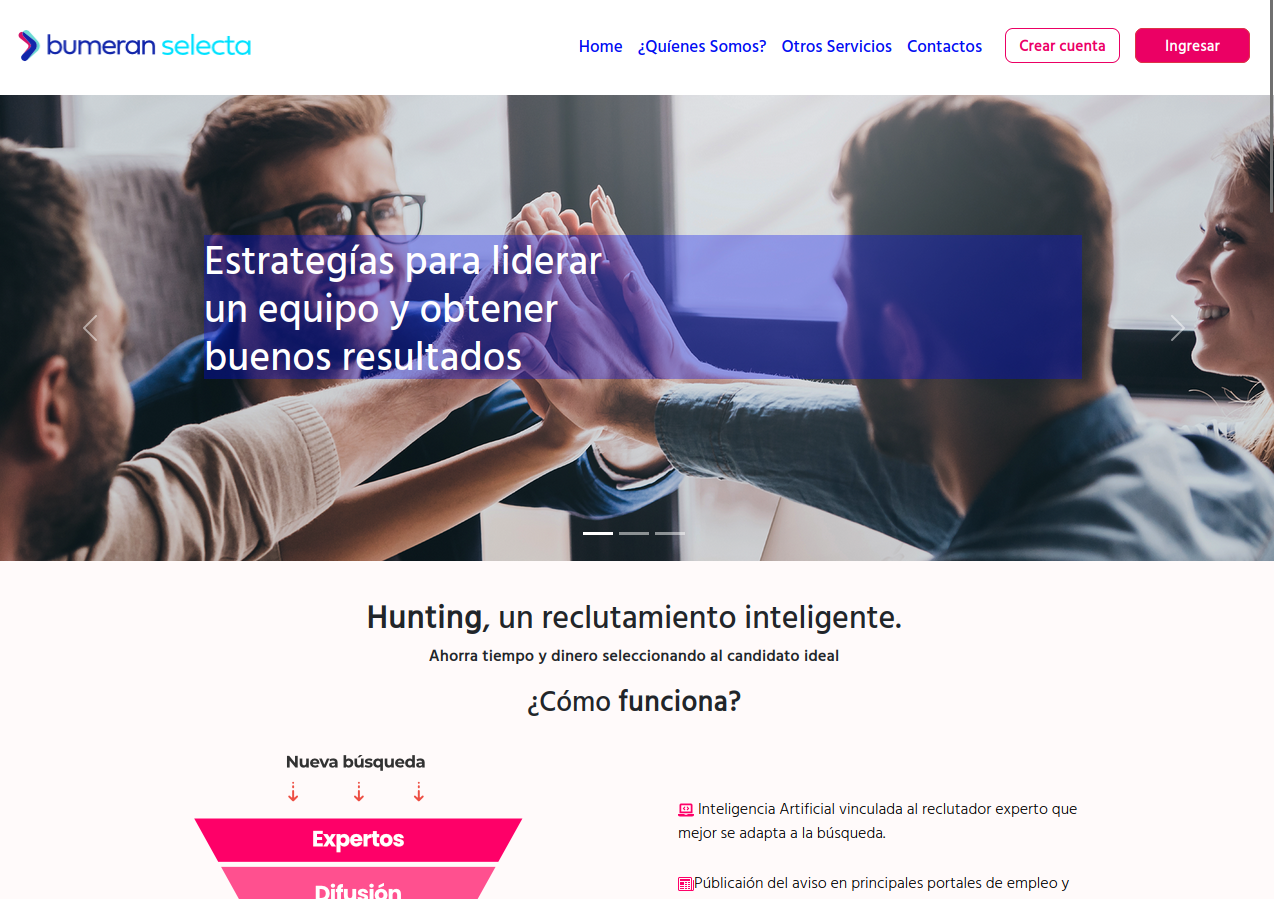 bumeran selecta
Home ¿Quíenes Somos? Otros Servicios Contactos Crear cuenta Ingresar
Estrategías para liderar
un equipo y obtener
buenos resultados
Hunting, un reclutamiento inteligente.
Ahorra tiempo y dinero seleccionando al candidato ideal
¿Cómo funciona?
Nueva búsqueda
Expertos
Difusión
Inteligencia Artificial vinculada al reclutador experto que
mejor se adapta a la búsqueda.
Públicaión del aviso en principales portales de empleo y